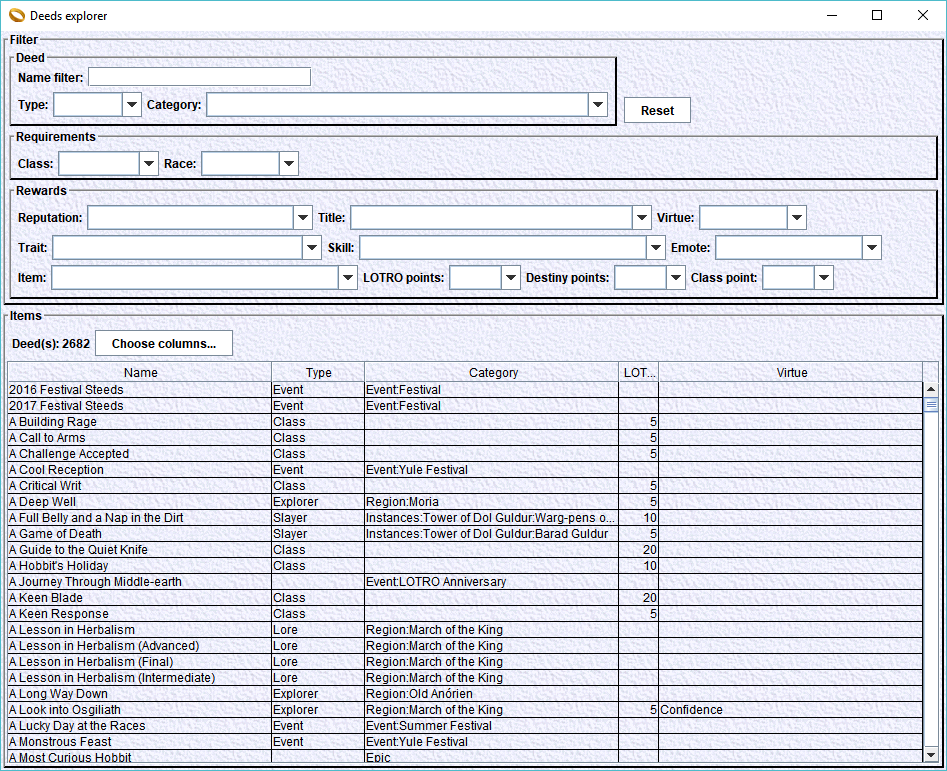 Deeds explorer
Filter
Deed
Name filter:
Type: Category:
Reset
Requirements
Class: Race:
Rewards
Reputation: Title: Virtue:
Trait: Skill: Emote:
Item: LOTRO points: Destiny points: Class point:
Items
Deed(s): 2682 Choose columns...
Name Type Category LOT... Virtue
2016 Festival Steeds Event Event:Festival
2017 Festival Steeds Event Event:Festival
A Building Rage Class 5
A Call to Arms Class 5
A Challenge Accepted Class 5
A Cool Reception Event Event:Yule Festival
A Critical Writ Class 5
A Deep Well Explorer Region:Moria 5
A Full Belly and a Nap in the Dirt Slayer Instances:Tower of Dol Guldur:Warg-pens o... 10
A Game of Death Slayer Instances:Tower of Dol Guldur:Barad Guldur 5
A Guide to the Quiet Knife Class 20
A Hobbit's Holiday Class 10
A Journey Through Middle-earth Event:LOTRO Anniversary
A Keen Blade Class 20
A Keen Response Class 5
A Lesson in Herbalism Lore Region:March of the King
A Lesson in Herbalism (Advanced) Lore Region:March of the King
A Lesson in Herbalism (Final) Lore Region:March of the King
A Lesson in Herbalism (Intermediate) Lore Region:March of the King
A Long Way Down Explorer Region:Old Anórien
A Look into Osgiliath Explorer Region:March of the King 5 Confidence
A Lucky Day at the Races Event Event:Summer Festival
A Monstrous Feast Event Event:Yule Festival
A Most Curious Hobbit Epic